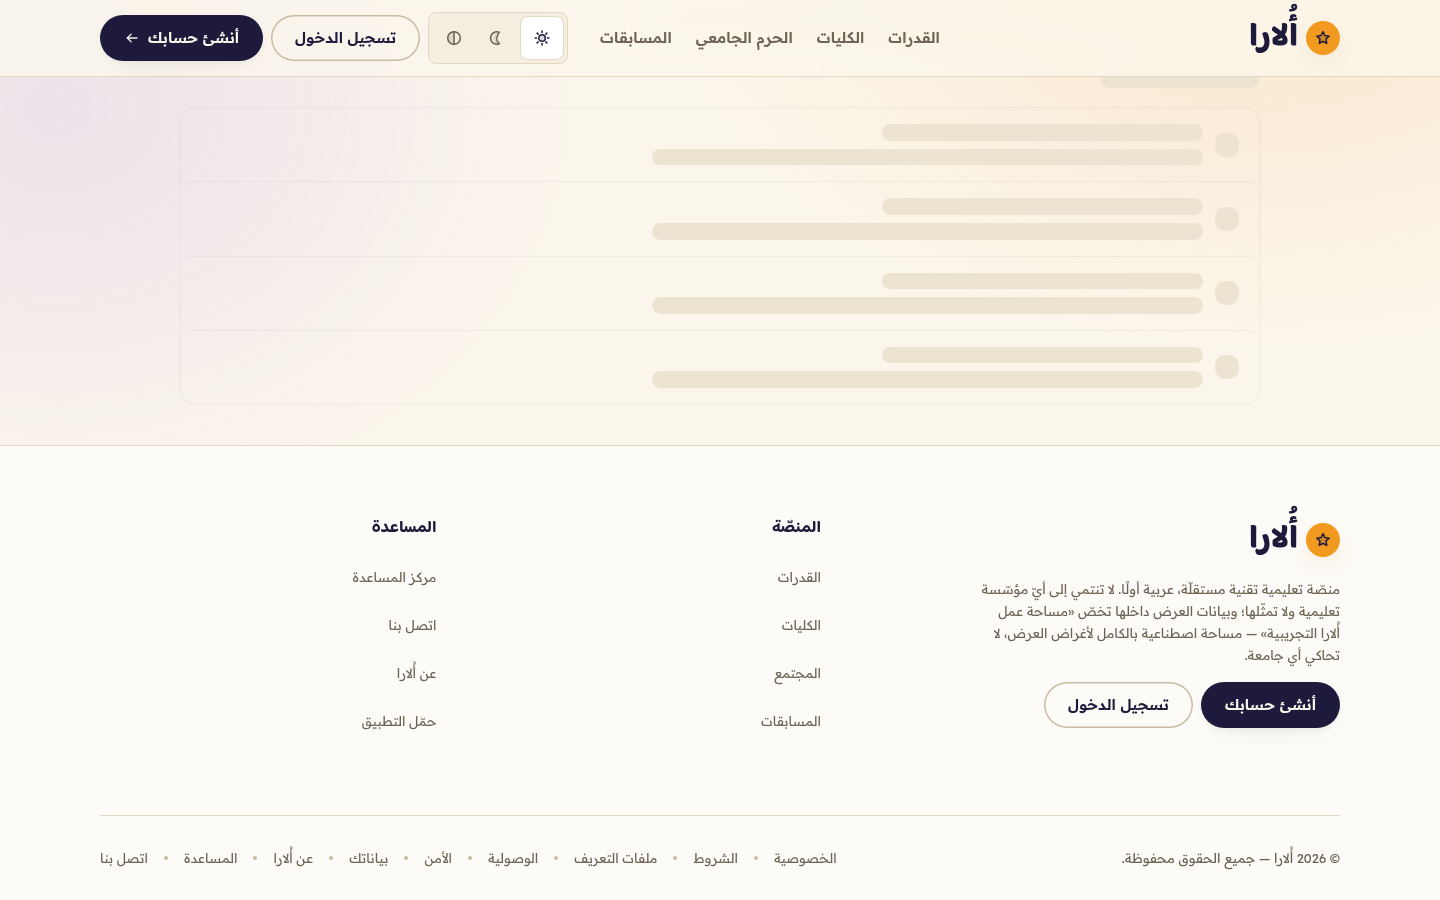 ألارا
القدرات
الكليات
الحرم الجامعي
المسابقات
تسجيل الدخول
أنشئ حسابك ←
ألارا
منصّة تعليمية تقنية مستقلّة، عربية أولًا. لا تنتمي إلى أيّ مؤسّسة
تعليمية ولا تمثّلها؛ وبيانات العرض داخلها تخصّ «مساحة عمل
ألارا التجريبية» — مساحة اصطناعية بالكامل لأغراض العرض، لا
تحاكي أي جامعة.
أنشئ حسابك
تسجيل الدخول
المنصّة
القدرات
الكليات
المجتمع
المسابقات
المساعدة
مركز المساعدة
اتصل بنا
عن ألارا
حمّل التطبيق
© 2026 ألارا — جميع الحقوق محفوظة.
الخصوصية • الشروط • ملفات التعريف • الوصولية • الأمن • بياناتك • عن ألارا • المساعدة • اتصل بنا